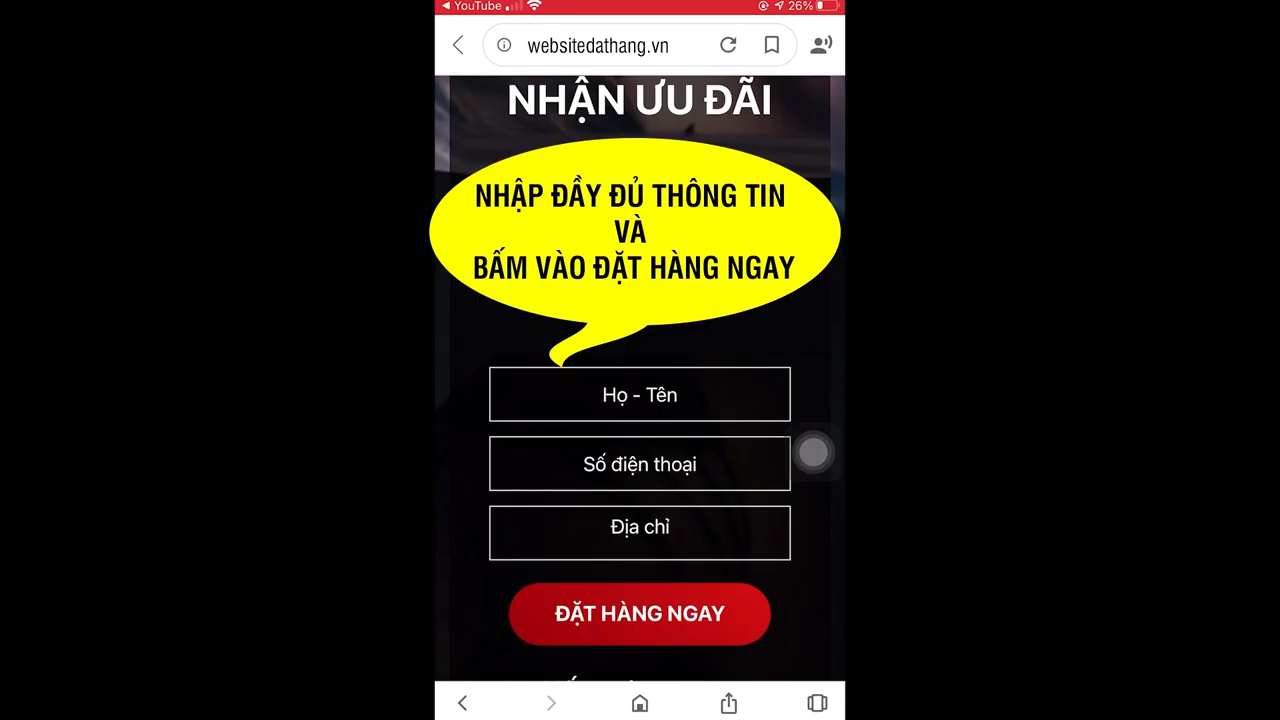 YouTube
26%
websitedathang.vn
NHẬN ƯU ĐÃI
NHẬP ĐẦY ĐỦ THÔNG TIN
VÀ
BẤM VÀO ĐẶT HÀNG NGAY
Họ - Tên
Số điện thoại
Địa chỉ
ĐẶT HÀNG NGAY